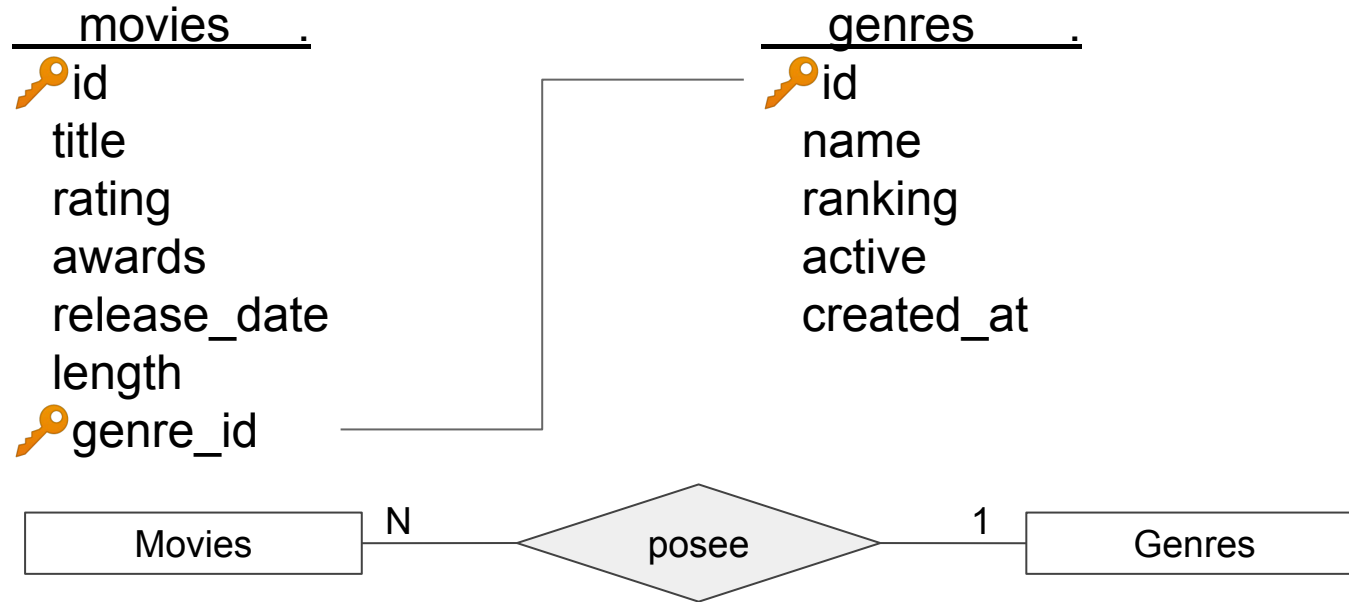 movies .
id
title
rating
awards
release_date
length
genre_id
genres .
id
name
ranking
active
created_at
Movies N posee 1 Genres